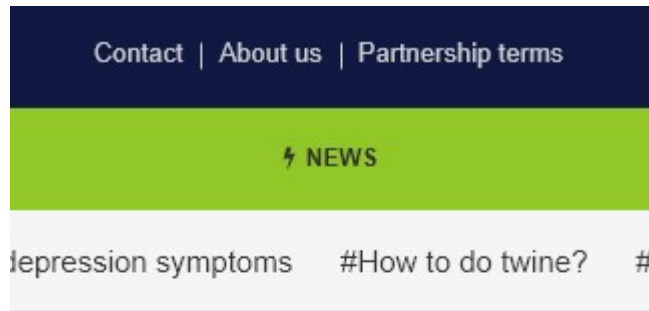 Contact | About us | Partnership terms
NEWS
depression symptoms #How to do twine? #